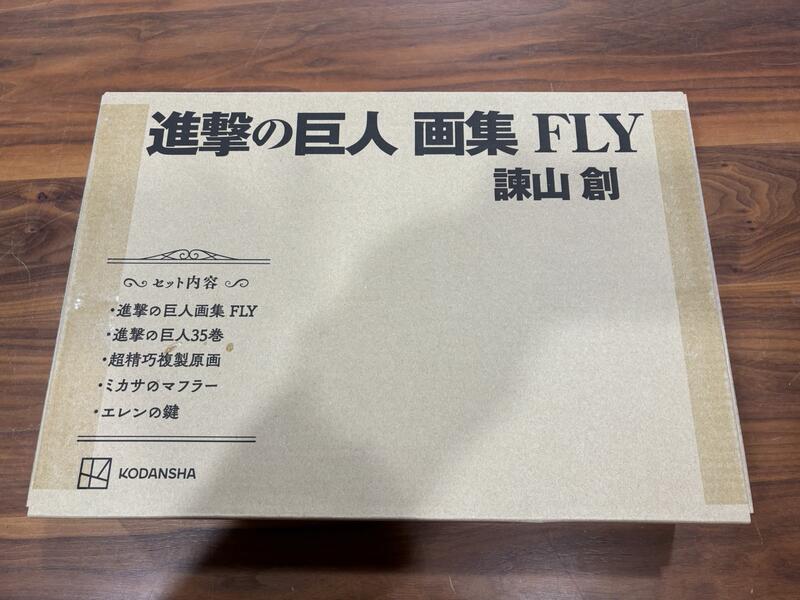 進撃の巨人 画集 FLY
諫山 創
セット内容
・進撃の巨人画集 FLY
・進撃の巨人35巻
・超精巧複製原画
・ミカサのマフラー
・エレンの鍵
KODANSHA